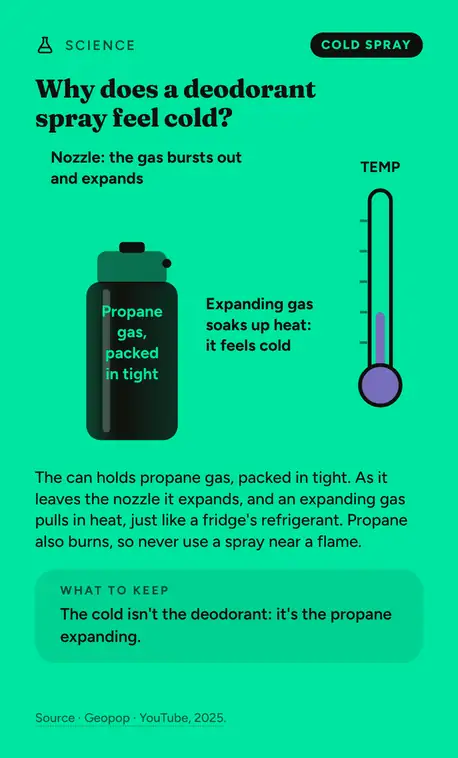 SCIENCE
COLD SPRAY
Why does a deodorant
spray feel cold?
Nozzle: the gas bursts out
and expands
TEMP
Propane
gas,
packed
in tight
Expanding gas
soaks up heat:
it feels cold
The can holds propane gas, packed in tight. As it
leaves the nozzle it expands, and an expanding gas
pulls in heat, just like a fridge's refrigerant. Propane
also burns, so never use a spray near a flame.
WHAT TO KEEP
The cold isn't the deodorant: it's the propane
expanding.
Source · Geopop · YouTube, 2025.